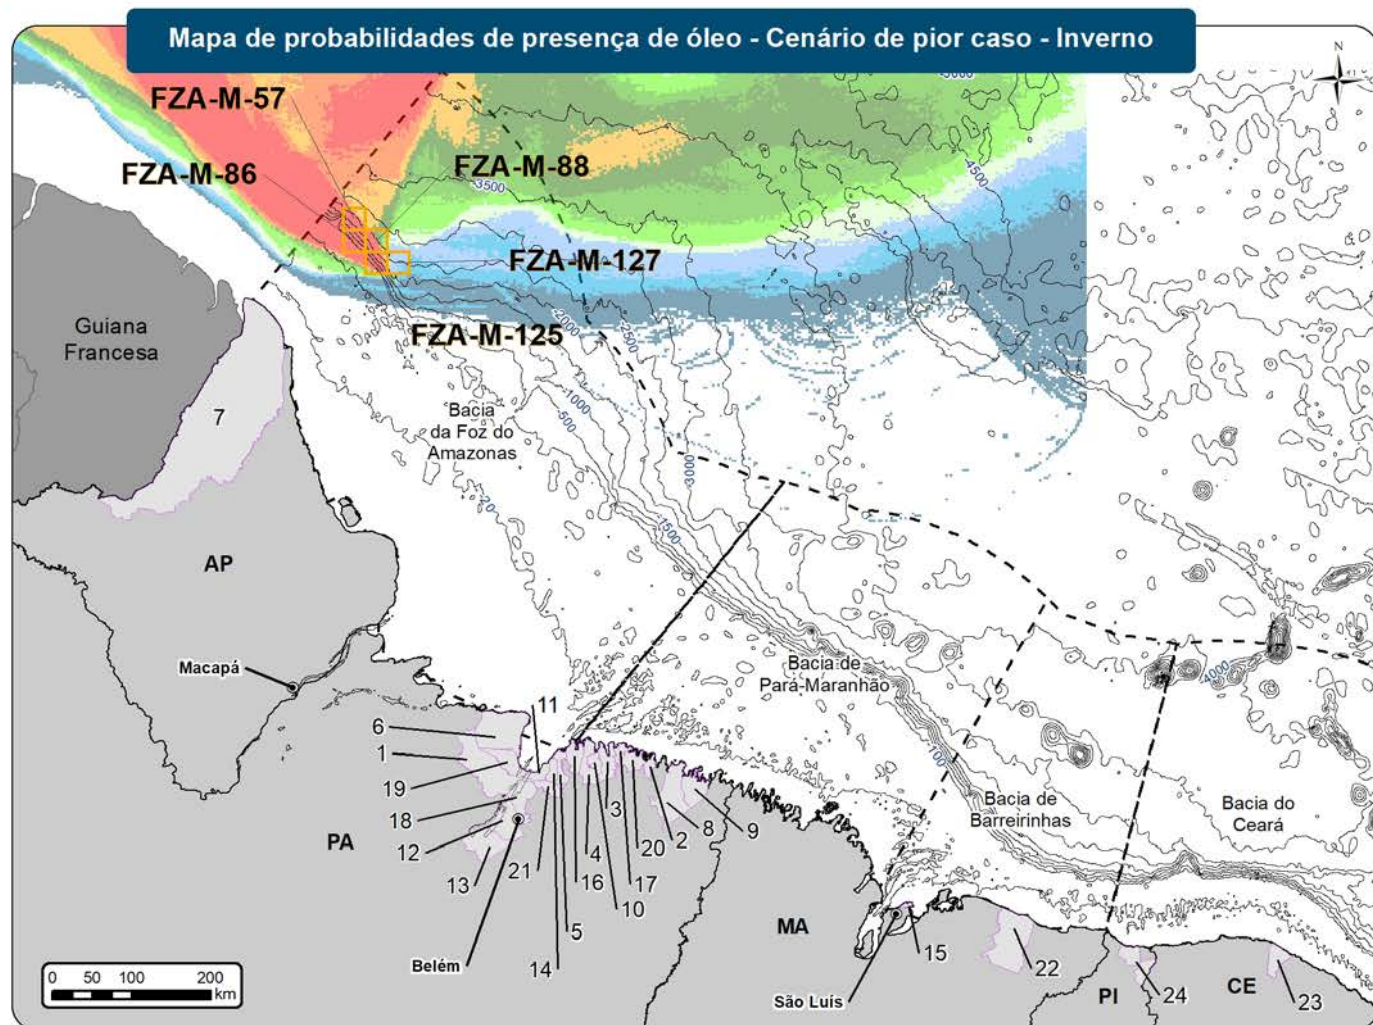 Mapa de probabilidades de presença de óleo - Cenário de pior caso - Inverno
N
-5000
FZA-M-57
FZA-M-86
FZA-M-88
-3500
-4500
FZA-M-127
FZA-M-125
-2000
-2500
Guiana
Francesa
7
Bacia
da Foz do
Amazonas
-1000
-500
-3000
-20
-1500
AP
Macapá
Bacia de
Pará-Maranhão
-4000
11
6
1
19
18
12
13
PA
21
14
5
16
4
10
3
17
20
2
8
9
-100
Bacia de
Barreirinhas
Bacia do
Ceará
Belém
MA
15
22
São Luís
PI
24
CE
23
0 50 100 200
km